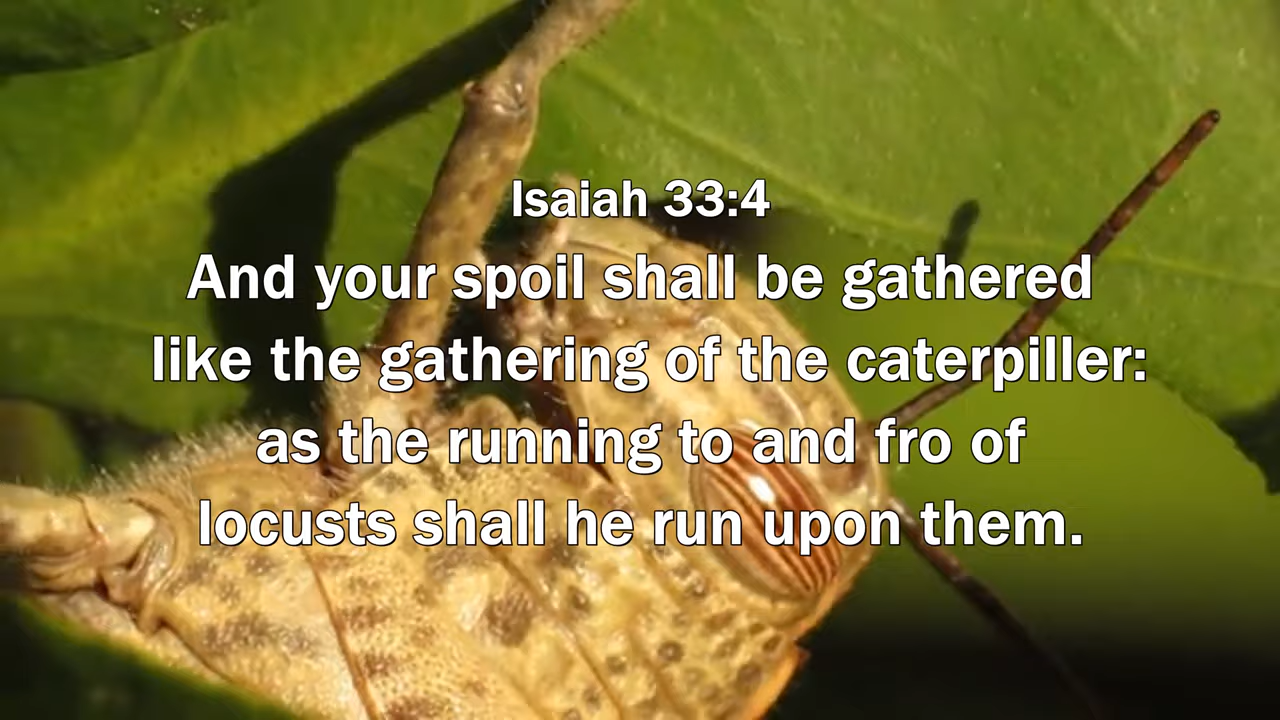 Isaiah 33:4
And your spoil shall be gathered
like the gathering of the caterpiller:
as the running to and fro of
locusts shall he run upon them.